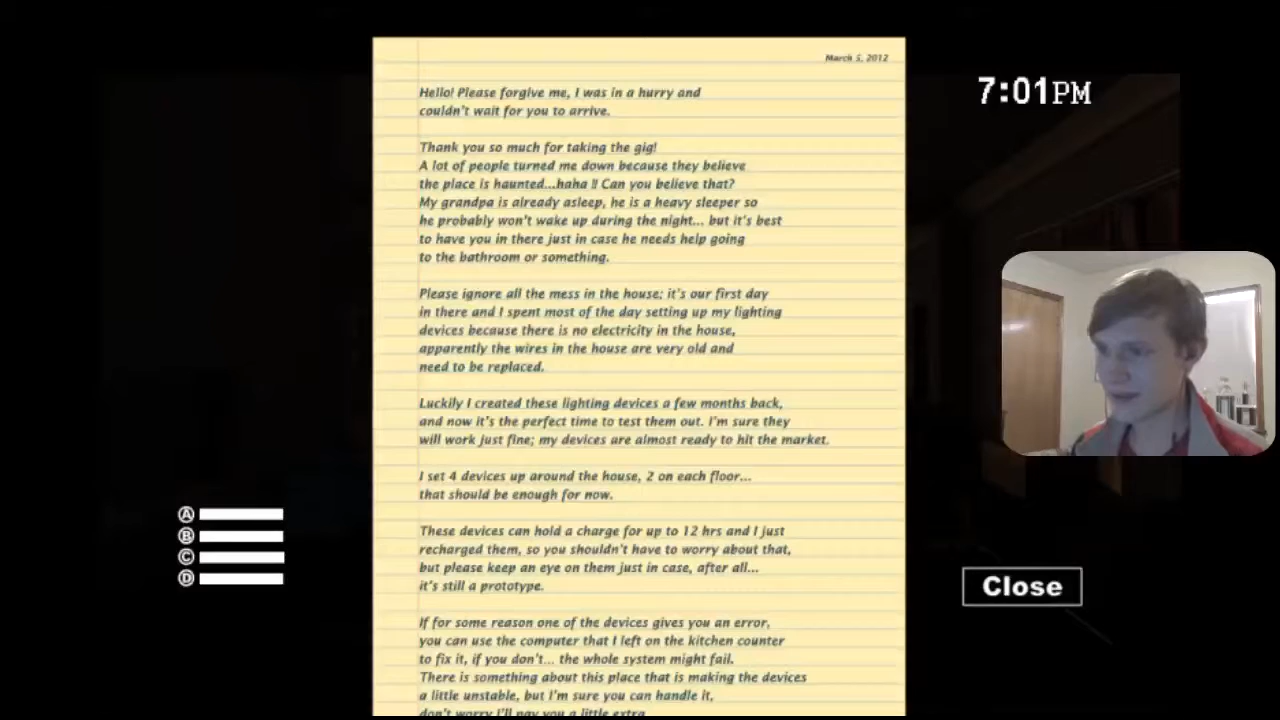 March 5, 2012
7:01PM
Hello! Please forgive me, I was in a hurry and
couldn't wait for you to arrive.
Thank you so much for taking the gig!
A lot of people turned me down because they believe
the place is haunted...haha !! Can you believe that?
My grandpa is already asleep, he is a heavy sleeper so
he probably won't wake up during the night... but it's best
to have you in there just in case he needs help going
to the bathroom or something.
Please ignore all the mess in the house; it's our first day
in there and I spent most of the day setting up my lighting
devices because there is no electricity in the house,
apparently the wires in the house are very old and
need to be replaced.
Luckily I created these lighting devices a few months back,
and now it's the perfect time to test them out. I'm sure they
will work just fine; my devices are almost ready to hit the market.
I set 4 devices up around the house, 2 on each floor...
that should be enough for now.
These devices can hold a charge for up to 12 hrs and I just
recharged them, so you shouldn't have to worry about that,
but please keep an eye on them just in case, after all...
it's still a prototype.
If for some reason one of the devices gives you an error,
you can use the computer that I left on the kitchen counter
to fix it, if you don't... the whole system might fail.
There is something about this place that is making the devices
a little unstable, but I'm sure you can handle it,
don't worry I'll pay you a little extra
A
B
C
D
Close